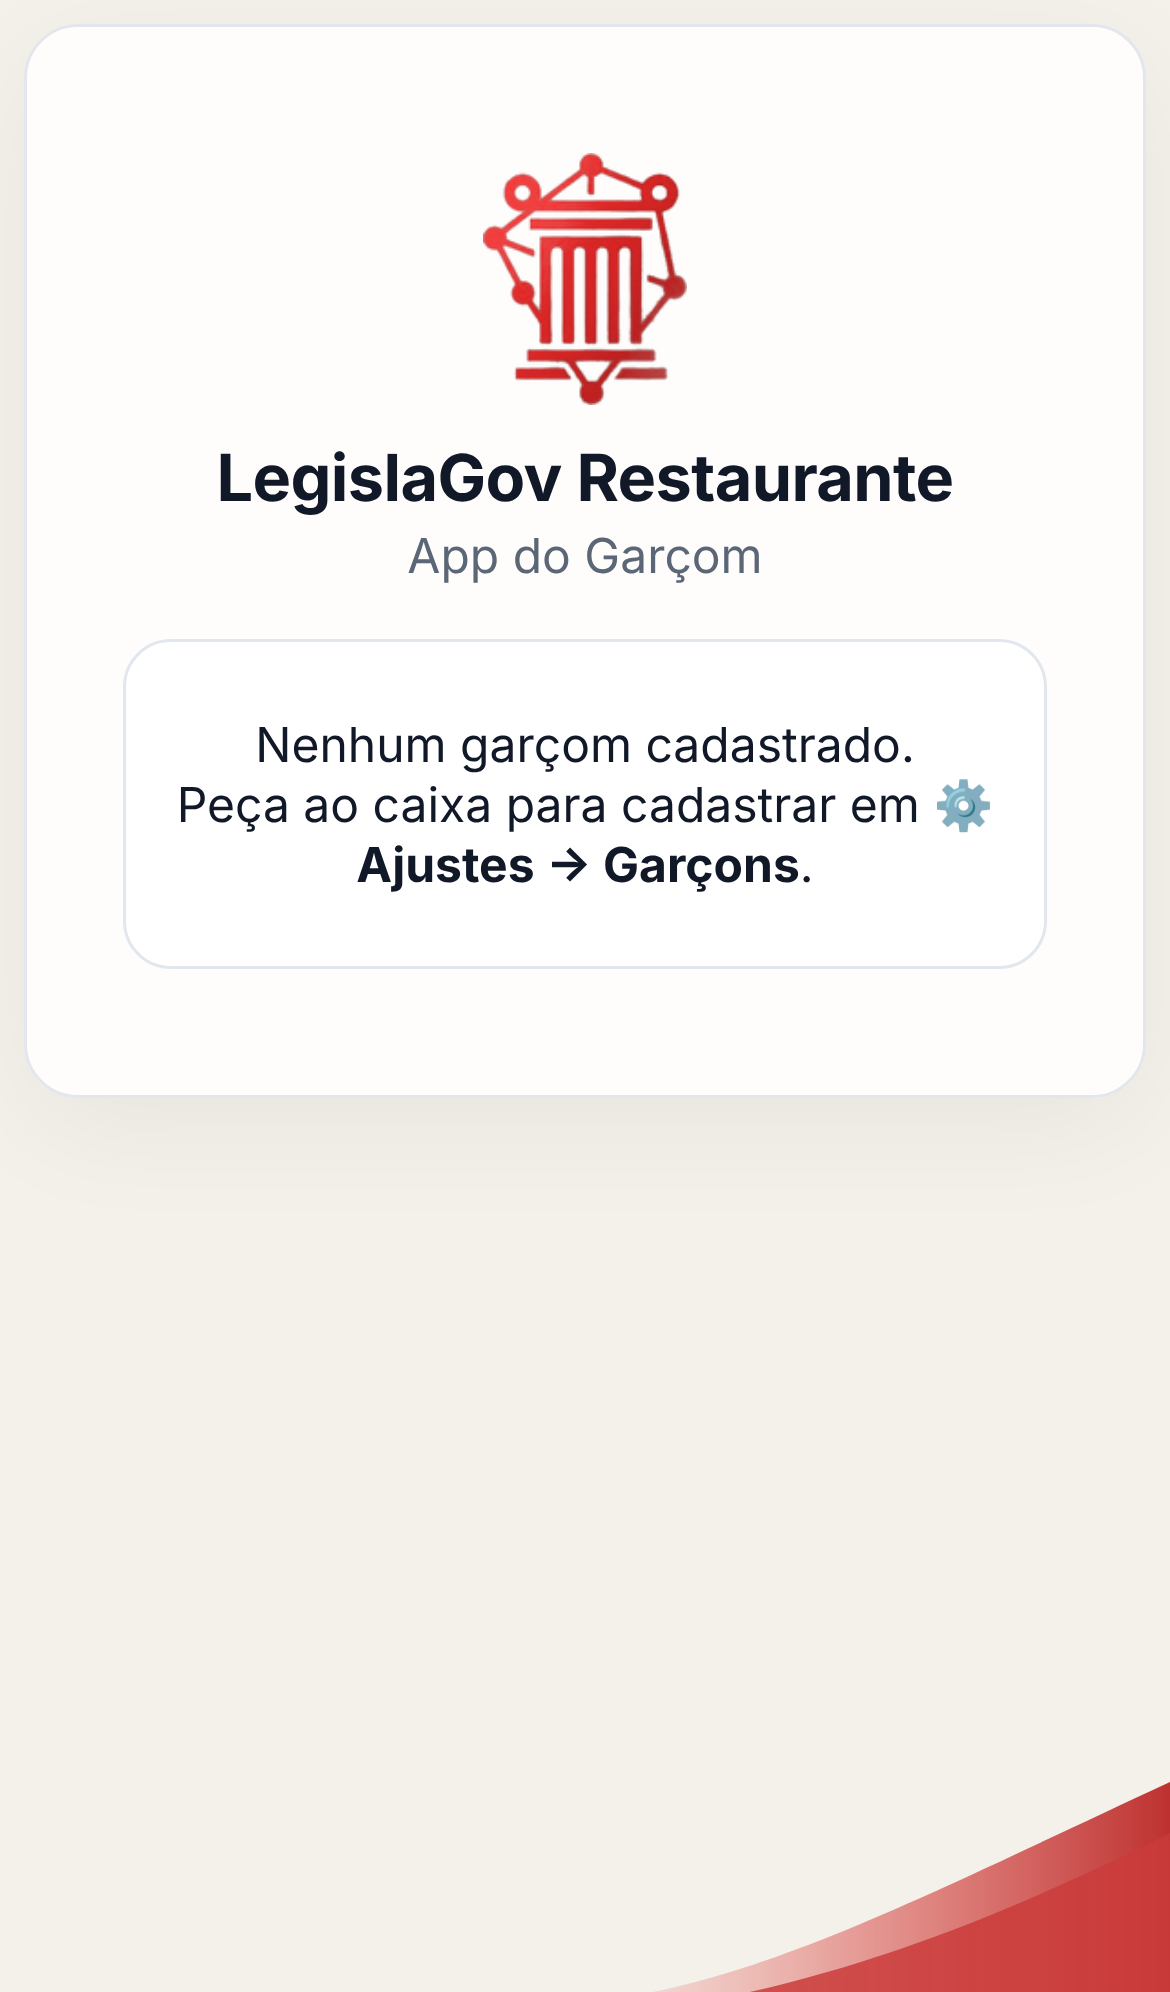 LegislaGov Restaurante
App do Garçom
Nenhum garçom cadastrado.
Peça ao caixa para cadastrar em ⚙️
Ajustes → Garçons.